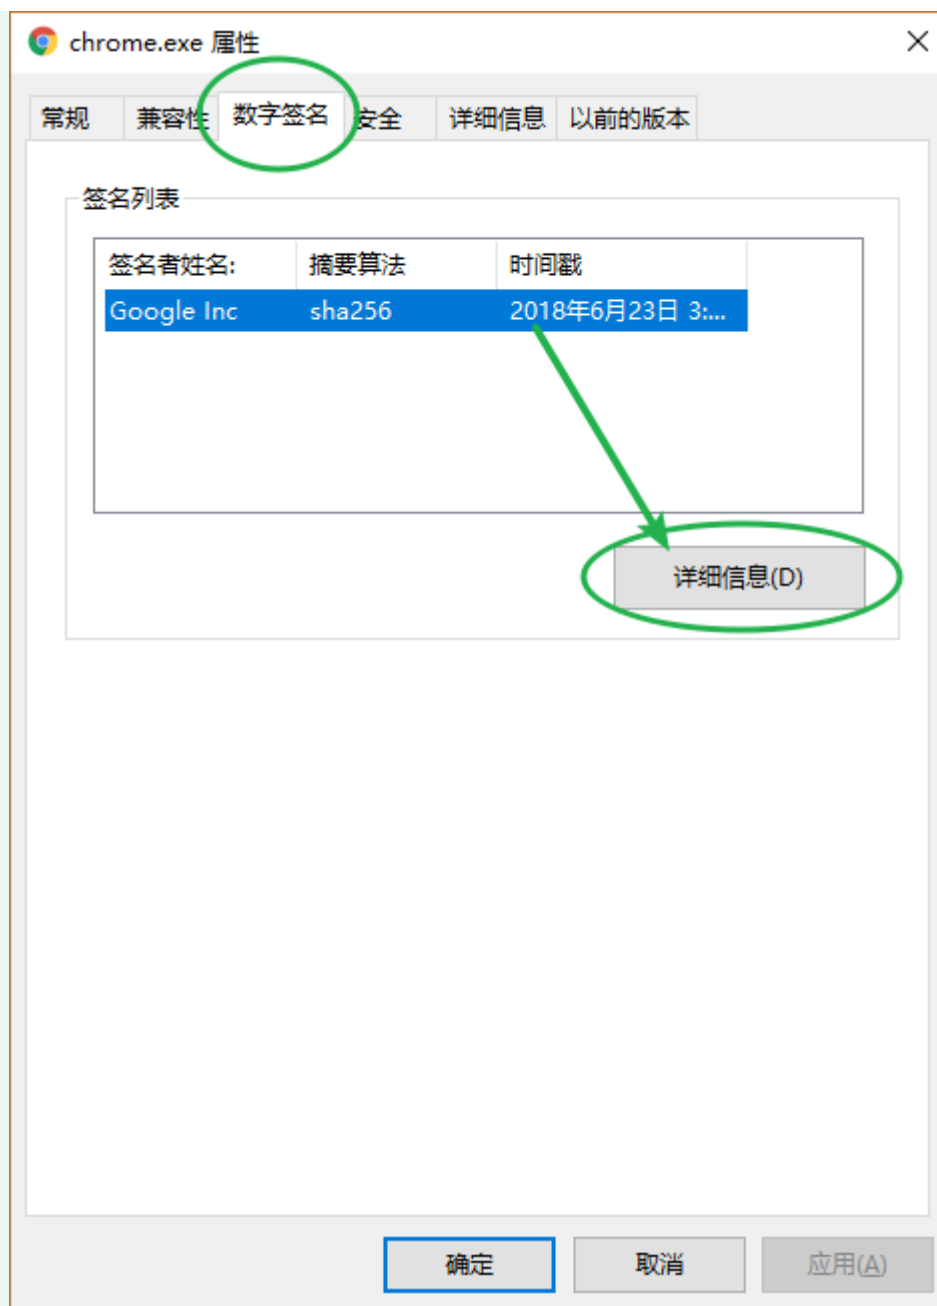 chrome.exe 属性
常规 兼容性 数字签名 安全 详细信息 以前的版本
签名列表
签名者姓名: 摘要算法 时间戳
Google Inc sha256 2018年6月23日 3:...
详细信息(D)
确定 取消 应用(A)